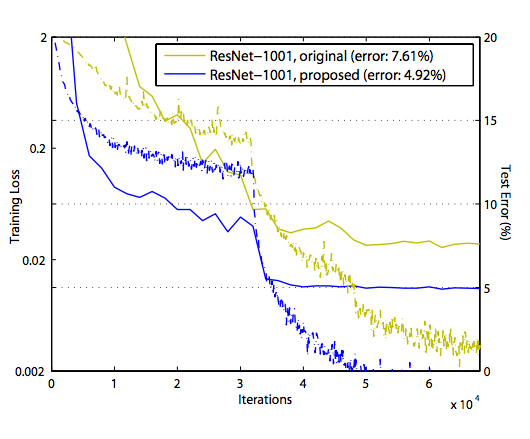 2
0.2
0.02
0.002
Training Loss
ResNet−1001, original (error: 7.61%)
ResNet−1001, proposed (error: 4.92%)
20
15
10
5
0
Test Error (%)
0 1 2 3 4 5 6
Iterations
x 10^4